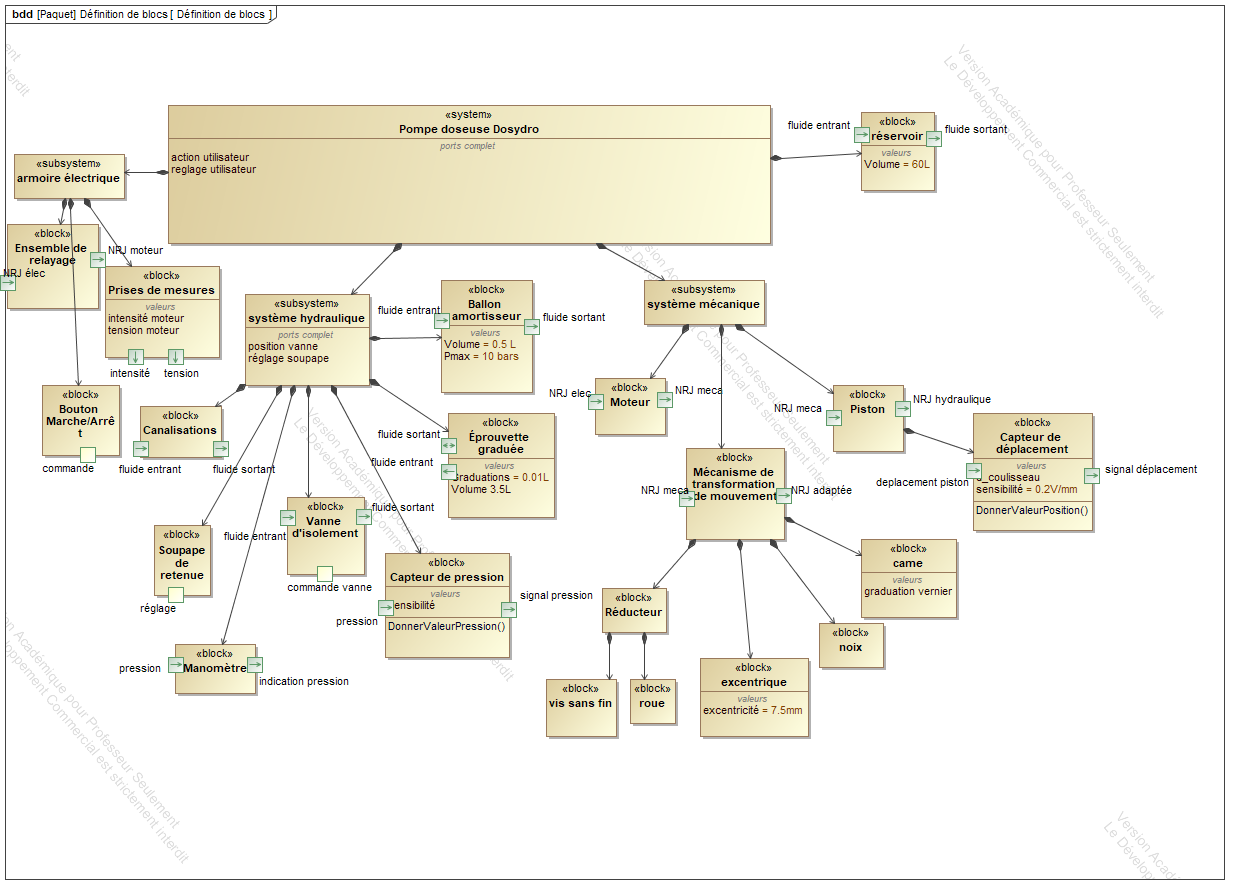 bdd [Paquet] Définition de blocs [ Définition de blocs ]
«system»
Pompe doseuse Dosydro
ports complet
action utilisateur
reglage utilisateur
«block»
réservoir
valeurs
Volume = 60L
fluide entrant
fluide sortant
«subsystem»
armoire électrique
«block»
Ensemble de
relayage
NRJ élec
NRJ moteur
«block»
Prises de mesures
valeurs
intensité moteur
tension moteur
intensité
tension
«block»
Bouton
Marche/Arrê
t
commande
«subsystem»
système hydraulique
ports complet
position vanne
réglage soupape
«block»
Ballon
amortisseur
valeurs
Volume = 0.5 L
Pmax = 10 bars
fluide entrant
fluide sortant
«block»
Canalisations
fluide entrant
fluide sortant
«block»
Éprouvette
graduée
valeurs
Graduations = 0.01L
Volume 3.5L
fluide sortant
fluide entrant
«block»
Vanne
d'isolement
fluide entrant
fluide sortant
commande vanne
«block»
Soupape
de
retenue
réglage
«block»
Capteur de pression
valeurs
sensibilité
DonnerValeurPression()
pression
signal pression
«block»
Manomètre
pression
indication pression
«subsystem»
système mécanique
«block»
Moteur
NRJ elec
NRJ meca
«block»
Piston
NRJ meca
NRJ hydraulique
«block»
Capteur de
déplacement
valeurs
_coulisseau
sensibilité = 0.2V/mm
DonnerValeurPosition()
deplacement piston
signal déplacement
«block»
Mécanisme de
transformation
de mouvement
NRJ meca
NRJ adaptée
«block»
came
valeurs
graduation vernier
«block»
noix
«block»
Réducteur
«block»
excentrique
valeurs
excentricité = 7.5mm
«block»
vis sans fin
«block»
roue
Version Académique pour Professeur Seulement
Le Développement Commercial est strictement interdit